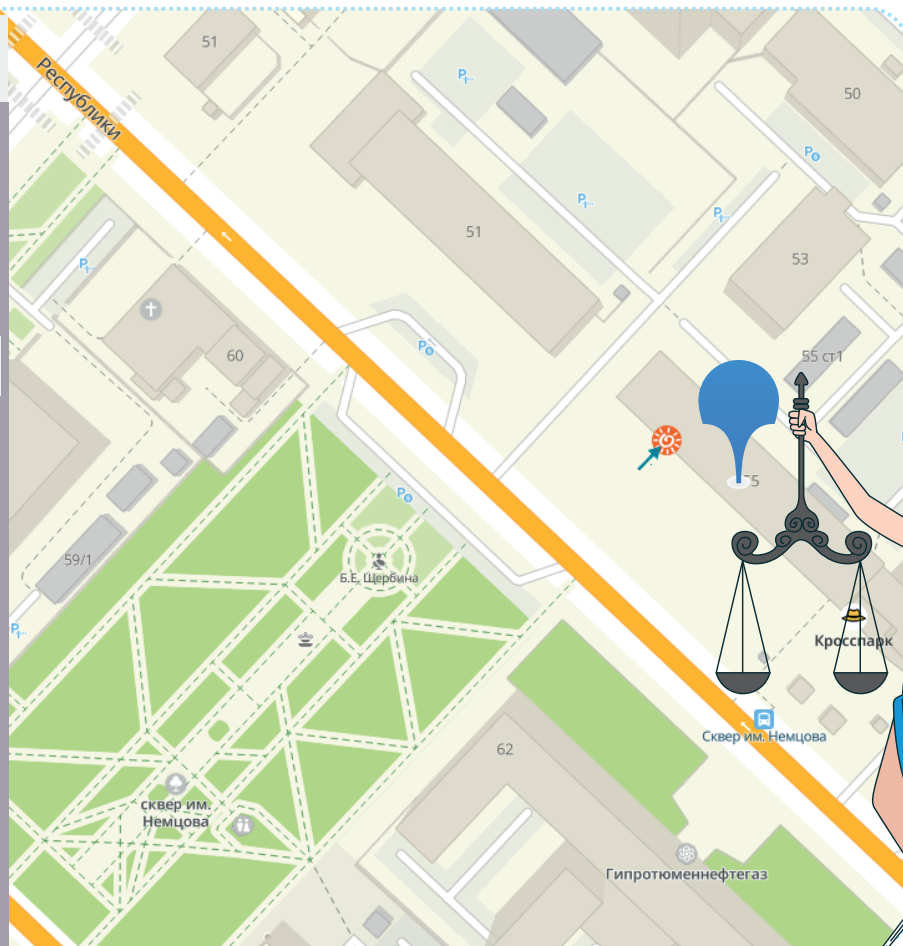 51
Республики
50
51
53
60
55 ст1
55
59/1
Б.Е. Щербина
Кросспарк
Сквер им. Немцова
62
сквер им.
Немцова
Гипротюменнефтегаз